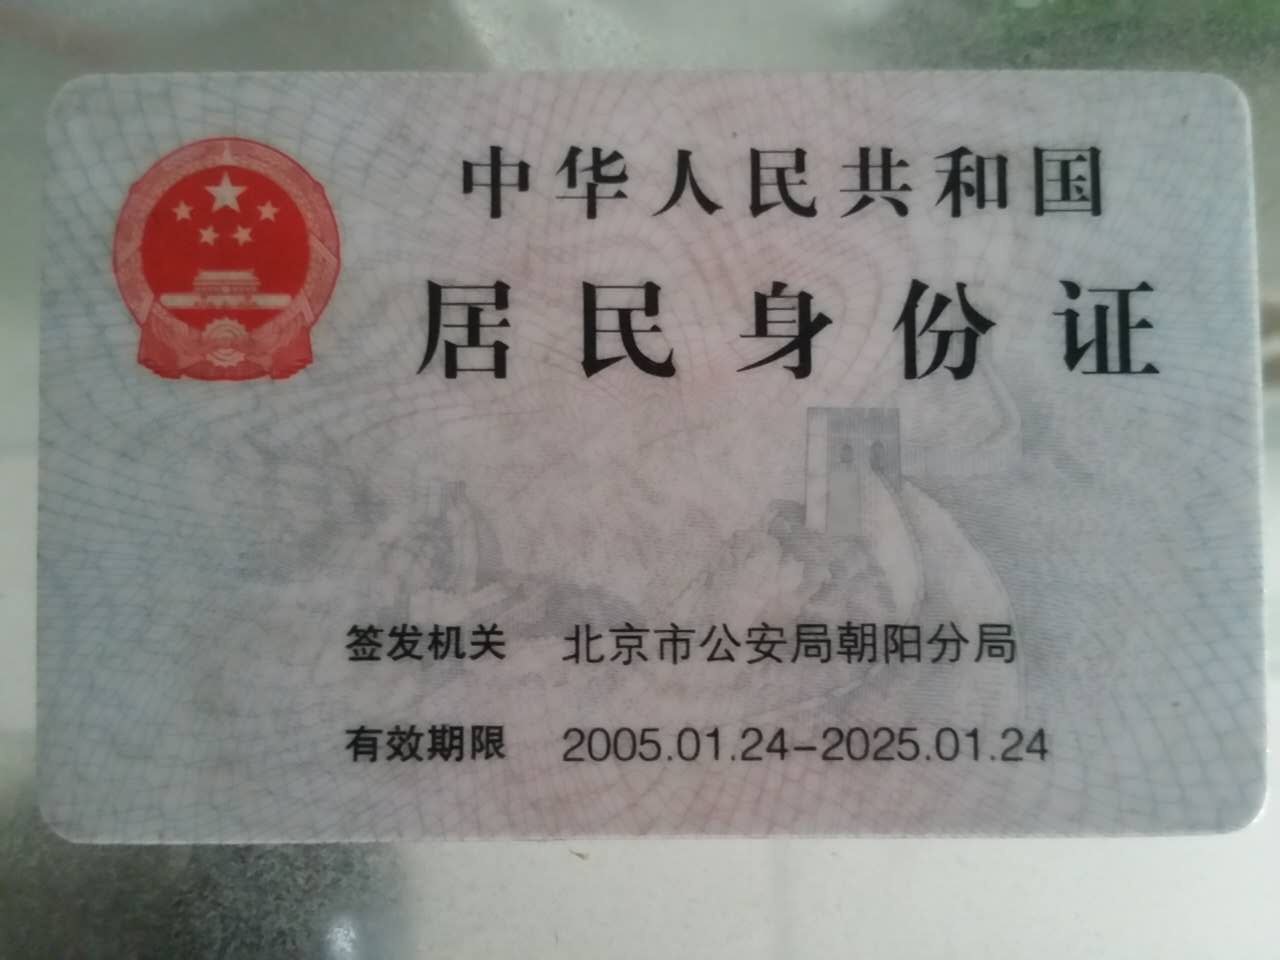 中华人民共和国
居民身份证
签发机关 北京市公安局朝阳分局
有效期限 2005.01.24-2025.01.24